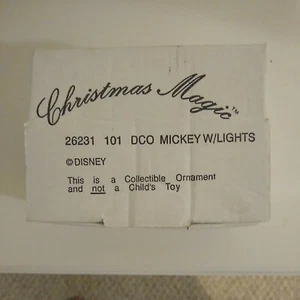 Christmas Magic™
26231 101 DCO MICKEY W/LIGHTS
©DISNEY
This is a Collectible Ornament
and not a Child's Toy